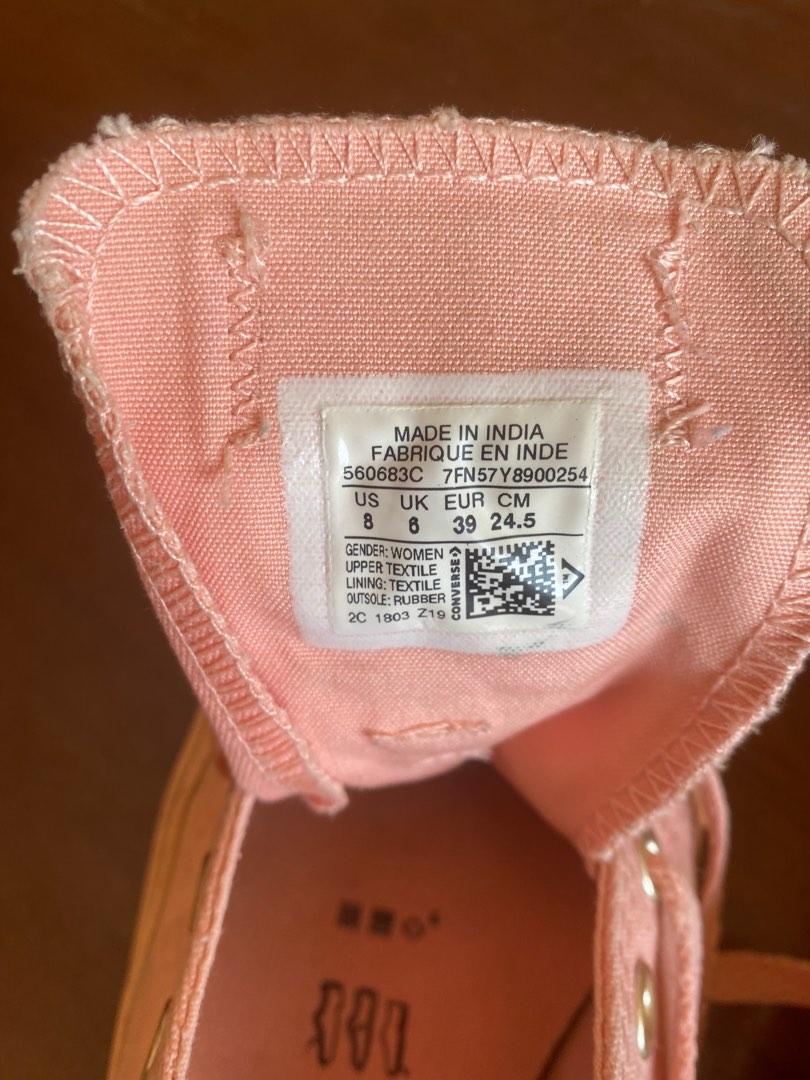 MADE IN INDIA
FABRIQUE EN INDE
560683C 7FN57Y8900254
US UK EUR CM
8 6 39 24.5
GENDER: WOMEN
UPPER TEXTILE
LINING: TEXTILE
OUTSOLE: RUBBER
2C 1803 Z19
CONVERSE
TM